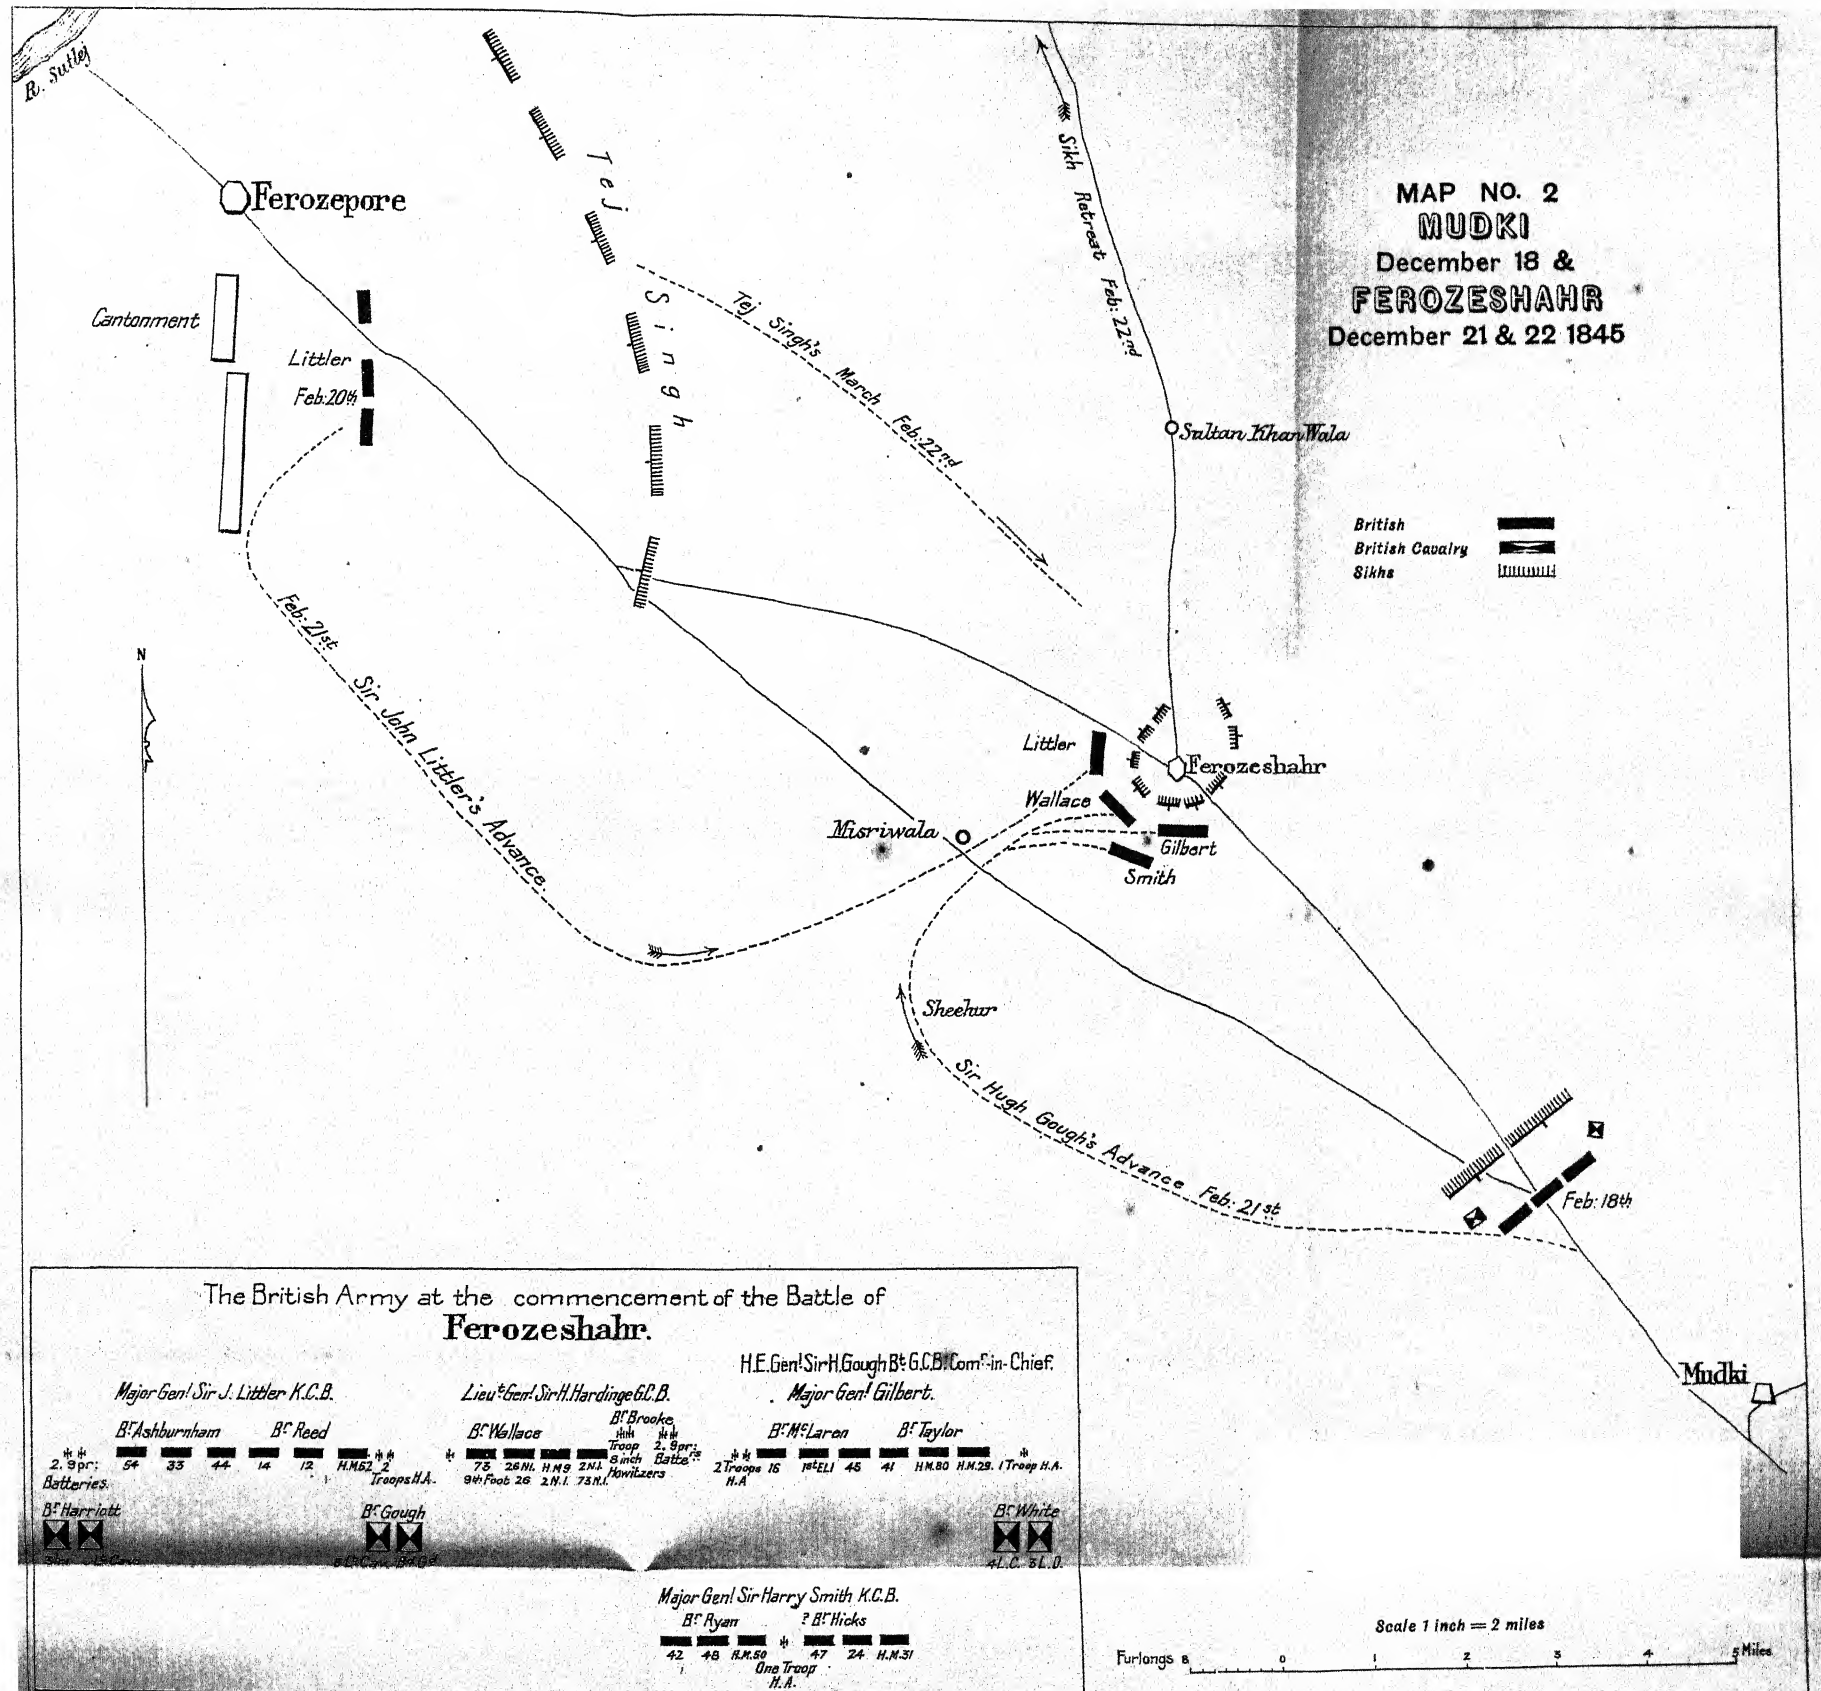 R. Sutlej
Ferozepore
Cantonment
Littler
Feb: 20th
Tej Singh
Tej Singh's March Feb: 22nd
Sikh Retreat Feb: 22nd
MAP NO. 2
MUDKI
December 18 &
FEROZESHAHR
December 21 & 22 1845
Sultan Khan Wala
British
British Cavalry
Sikhs
N
Feb: 21st Sir John Littler's Advance.
Littler
Ferozeshahr
Wallace
Misriwala
Gilbert
Smith
Sheehur
Sir Hugh Gough's Advance Feb: 21st
Feb: 18th
Mudki
The British Army at the commencement of the Battle of
Ferozeshahr.
H.E. Genl Sir H. Gough Bt G.C.B. Comr-in-Chief.
Major Genl Sir J. Littler K.C.B.
Lieut Genl Sir H. Hardinge G.C.B.
Major Genl Gilbert.
Br Ashburnham
Br Reed
Br Wallace
Br Brooke
Br McLaren
Br Taylor
2. 9pr:
Batteries.
54 33 44 14 12 H.M.62
2
Troops H.A.
73 26 N.I. H.M 9 2 N.I.
9th Foot 26 2 N.I. 73 N.I.
Troop
8 inch
Howitzers
2. 9pr:
Battes
2 Troops
H.A
16 1st E.L.I 45 41 H.M.80 H.M.29. 1 Troop H.A.
Br Harriott
Br Gough
Br White
4 L.C. 3 L.D.
Major Genl Sir Harry Smith K.C.B.
Br Ryan
? Br Hicks
42 48 H.M.50 47 24 H.M.31
One Troop
H.A.
Scale 1 inch = 2 miles
Furlongs 8 0 1 2 3 4 5 Miles